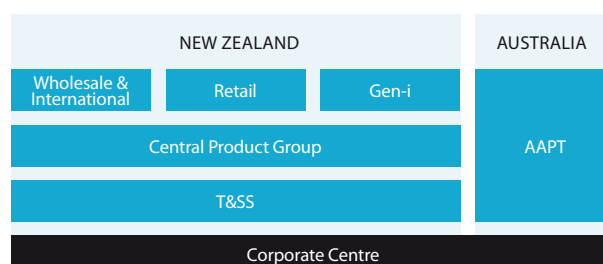 NEW ZEALAND
AUSTRALIA
Wholesale &
International
Retail
Gen-i
Central Product Group
AAPT
T&SS
Corporate Centre